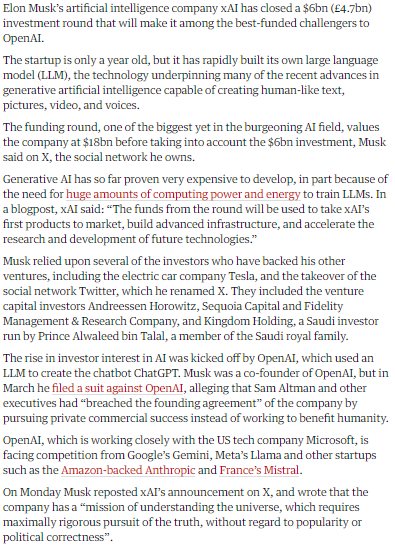 Elon Musk's artificial intelligence company xAI has closed a $6bn (£4.7bn)
investment round that will make it among the best-funded challengers to
OpenAI.
The startup is only a year old, but it has rapidly built its own large language
model (LLM), the technology underpinning many of the recent advances in
generative artificial intelligence capable of creating human-like text,
pictures, video, and voices.
The funding round, one of the biggest yet in the burgeoning AI field, values
the company at $18bn before taking into account the $6bn investment, Musk
said on X, the social network he owns.
Generative AI has so far proven very expensive to develop, in part because of
the need for huge amounts of computing power and energy to train LLMs. In
a blogpost, xAI said: “The funds from the round will be used to take xAI’s
first products to market, build advanced infrastructure, and accelerate the
research and development of future technologies.”
Musk relied upon several of the investors who have backed his other
ventures, including the electric car company Tesla, and the takeover of the
social network Twitter, which he renamed X. They included the venture
capital investors Andreessen Horowitz, Sequoia Capital and Fidelity
Management & Research Company, and Kingdom Holding, a Saudi investor
run by Prince Alwaleed bin Talal, a member of the Saudi royal family.
The rise in investor interest in AI was kicked off by OpenAI, which used an
LLM to create the chatbot ChatGPT. Musk was a co-founder of OpenAI, but in
March he filed a suit against OpenAI, alleging that Sam Altman and other
executives had “breached the founding agreement” of the company by
pursuing private commercial success instead of working to benefit humanity.
OpenAI, which is working closely with the US tech company Microsoft, is
facing competition from Google’s Gemini, Meta’s Llama and other startups
such as the Amazon-backed Anthropic and France’s Mistral.
On Monday Musk reposted xAI’s announcement on X, and wrote that the
company has a “mission of understanding the universe, which requires
maximally rigorous pursuit of the truth, without regard to popularity or
political correctness”.